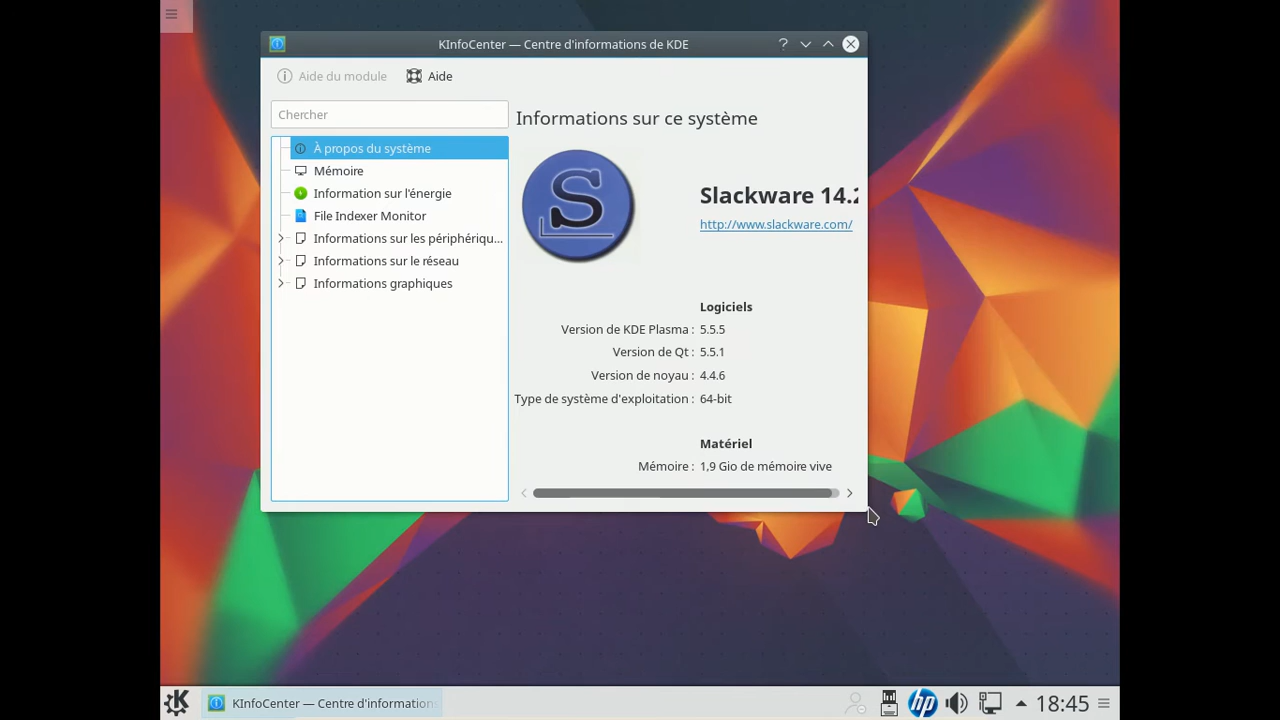 KInfoCenter — Centre d'informations de KDE
Aide du module
Aide
Chercher
À propos du système
Mémoire
Information sur l'énergie
File Indexer Monitor
Informations sur les périphériqu...
Informations sur le réseau
Informations graphiques
Informations sur ce système
S
Slackware 14.2
http://www.slackware.com/
Logiciels
Version de KDE Plasma : 5.5.5
Version de Qt : 5.5.1
Version de noyau : 4.4.6
Type de système d'exploitation : 64-bit
Matériel
Mémoire : 1,9 Gio de mémoire vive
KInfoCenter — Centre d'informations
hp
18:45